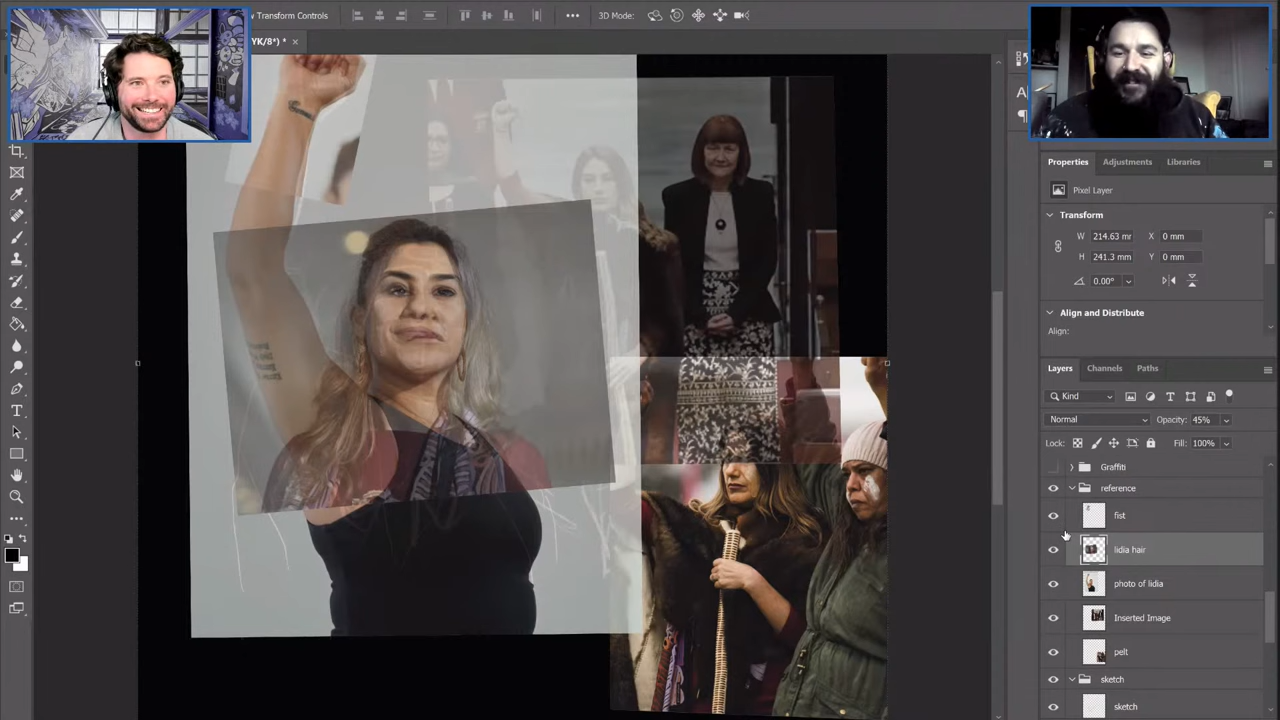 Transform Controls
3D Mode:
YK/8*) *
Properties
Adjustments
Libraries
Pixel Layer
Transform
W
214.63 mr
X
0 mm
H
241.3 mm
Y
0 mm
0.00°
Align and Distribute
Align:
Layers
Channels
Paths
Kind
Normal
Opacity:
45%
Lock:
Fill:
100%
Graffiti
reference
fist
lidia hair
photo of lidia
Inserted Image
pelt
sketch
sketch